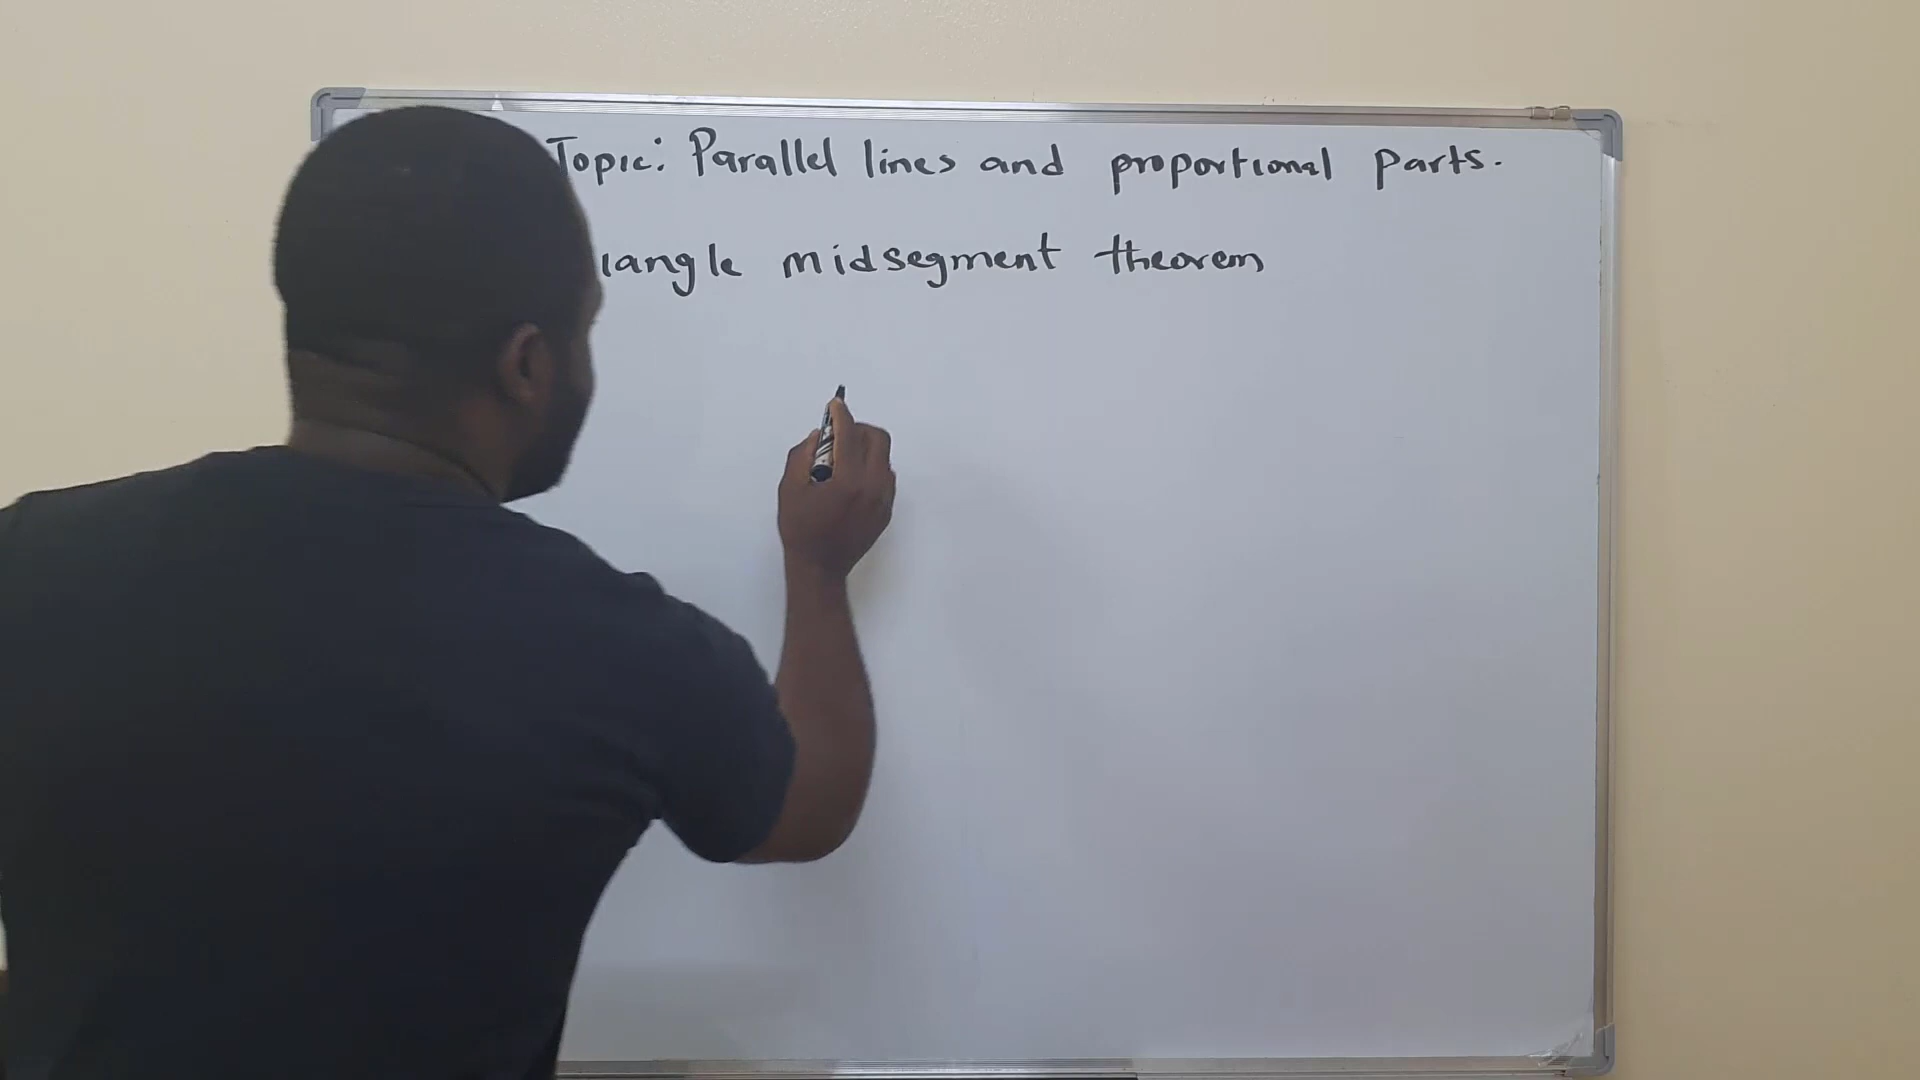 Topic: Parallel lines and proportional parts.
iangle midsegment theorem